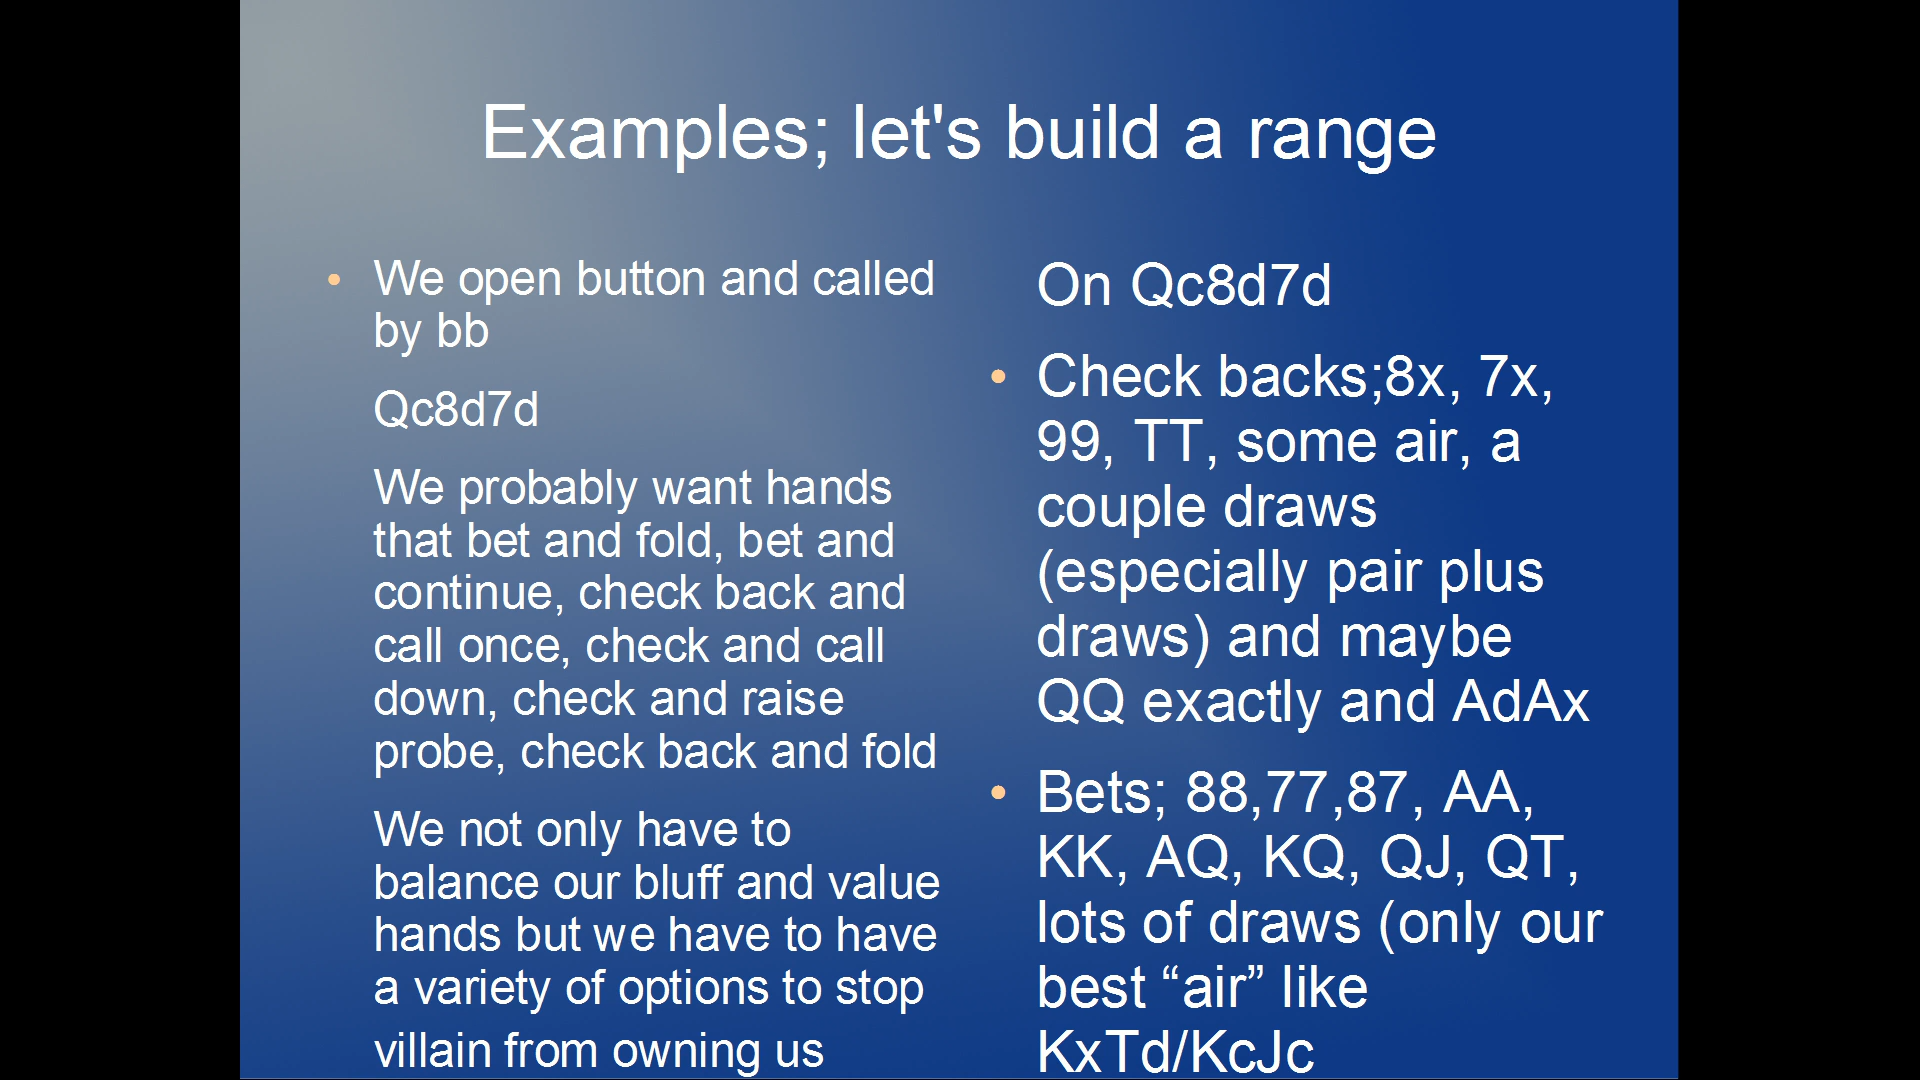 Examples; let's build a range
We open button and called
by bb
Qc8d7d
We probably want hands
that bet and fold, bet and
continue, check back and
call once, check and call
down, check and raise
probe, check back and fold
We not only have to
balance our bluff and value
hands but we have to have
a variety of options to stop
villain from owning us
On Qc8d7d
Check backs;8x, 7x,
99, TT, some air, a
couple draws
(especially pair plus
draws) and maybe
QQ exactly and AdAx
Bets; 88,77,87, AA,
KK, AQ, KQ, QJ, QT,
lots of draws (only our
best “air” like
KxTd/KcJc